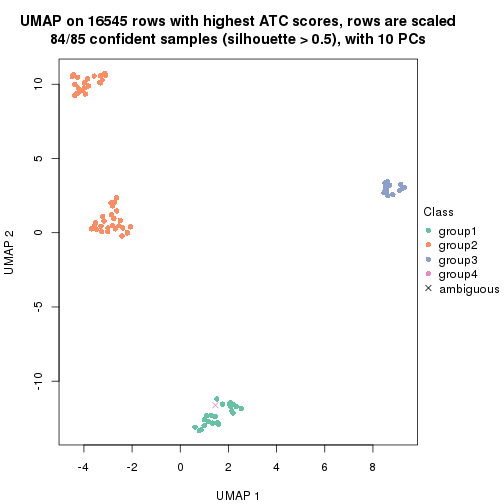 UMAP on 16545 rows with highest ATC scores, rows are scaled
84/85 confident samples (silhouette > 0.5), with 10 PCs
10
5
0
-5
-10
UMAP 2
-4
-2
0
2
4
6
8
UMAP 1
Class
group1
group2
group3
group4
ambiguous